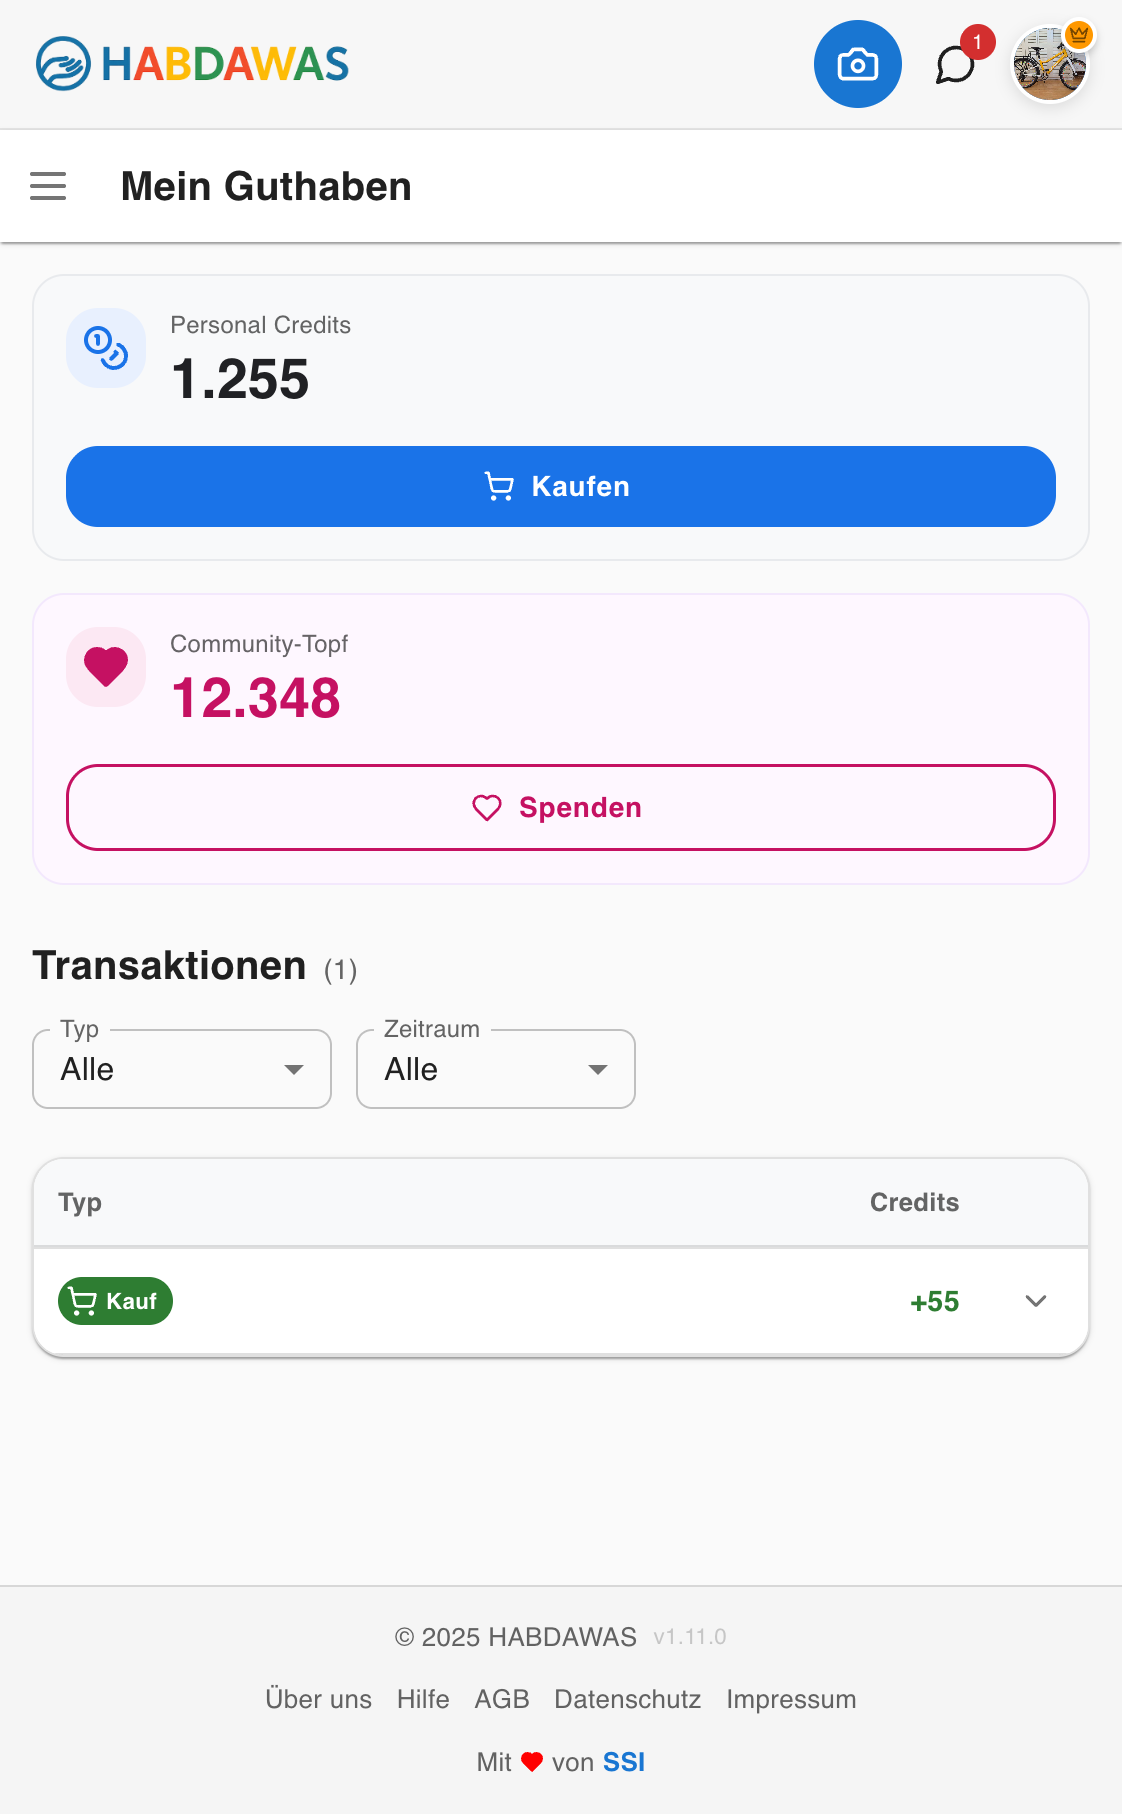 HABDAWAS
1
Mein Guthaben
Personal Credits
1.255
Kaufen
Community-Topf
12.348
Spenden
Transaktionen (1)
Typ Zeitraum
Alle Alle
Typ Credits
Kauf +55
© 2025 HABDAWAS v1.11.0
Über uns Hilfe AGB Datenschutz Impressum
Mit ❤ von SSI